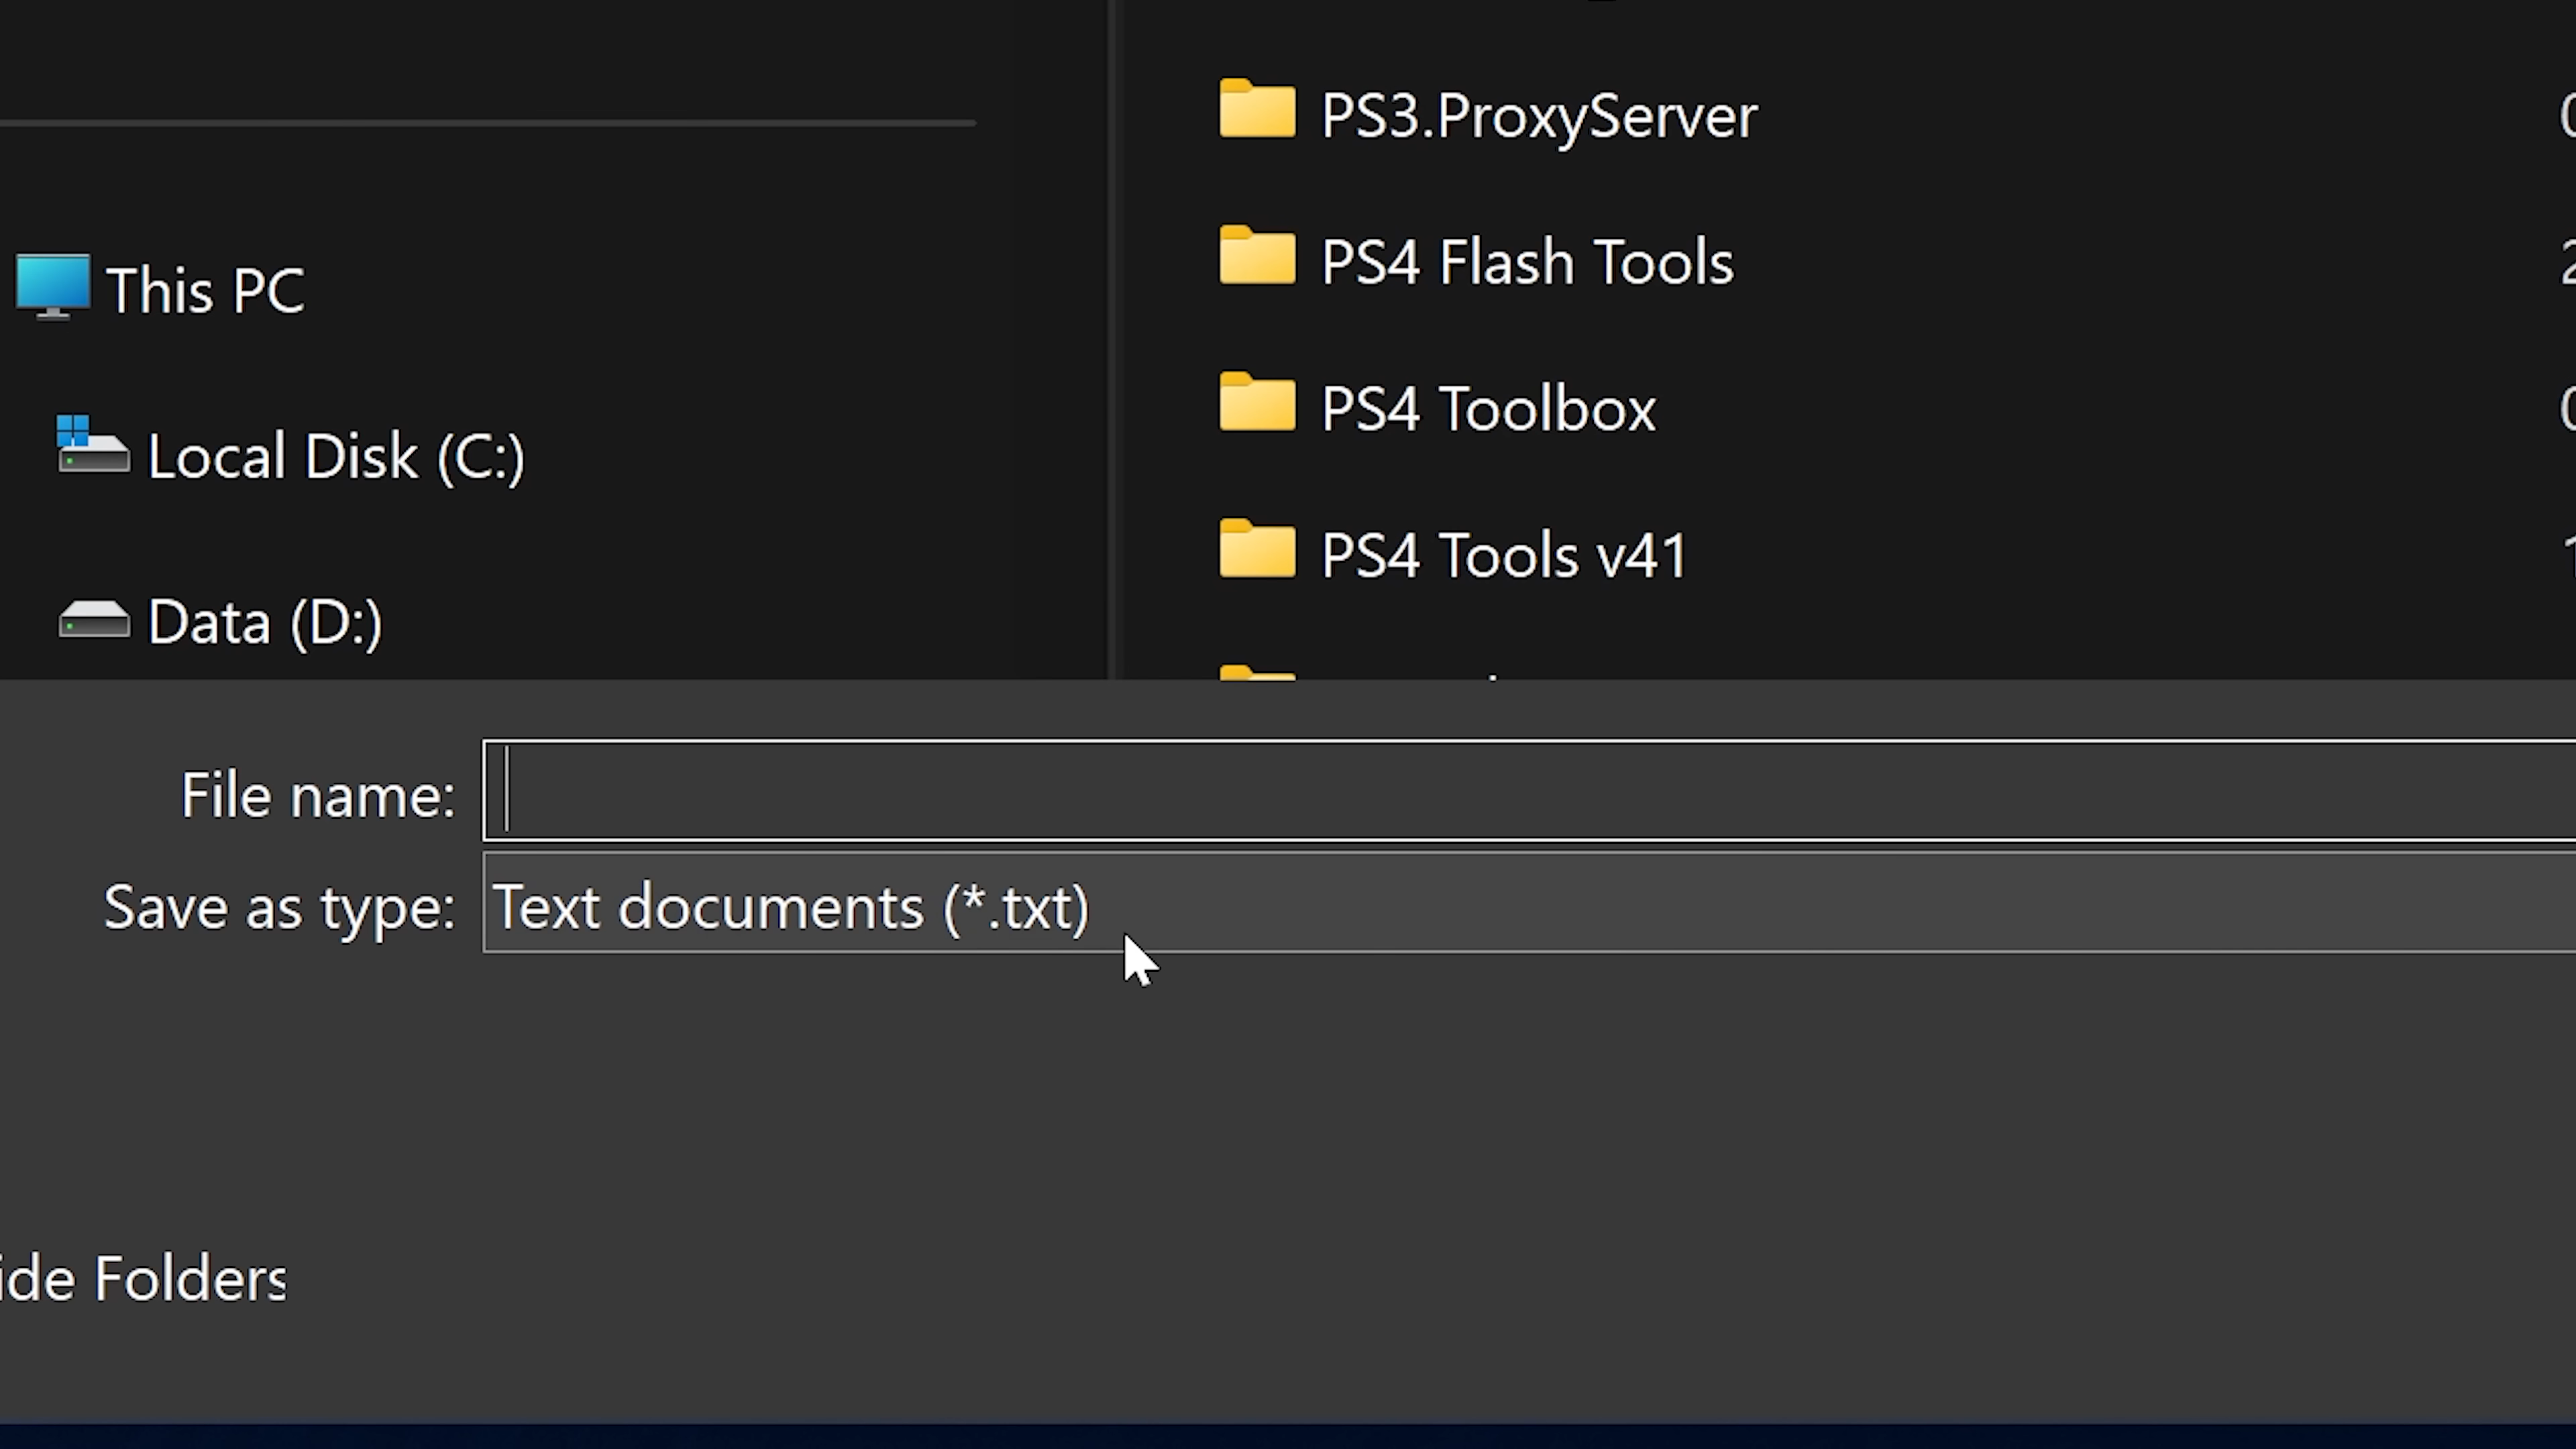 PS3.ProxyServer
PS4 Flash Tools
This PC
PS4 Toolbox
Local Disk (C:)
PS4 Tools v41
Data (D:)
File name:
Save as type: Text documents (*.txt)
ide Folders